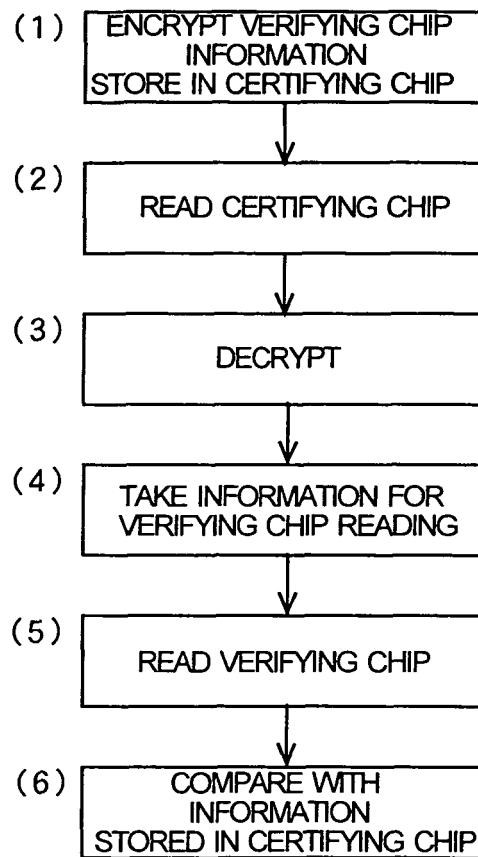 (1) ENCRYPT VERIFYING CHIP
INFORMATION
STORE IN CERTIFYING CHIP
(2) READ CERTIFYING CHIP
(3) DECRYPT
(4) TAKE INFORMATION FOR
VERIFYING CHIP READING
(5) READ VERIFYING CHIP
(6) COMPARE WITH
INFORMATION
STORED IN CERTIFYING CHIP